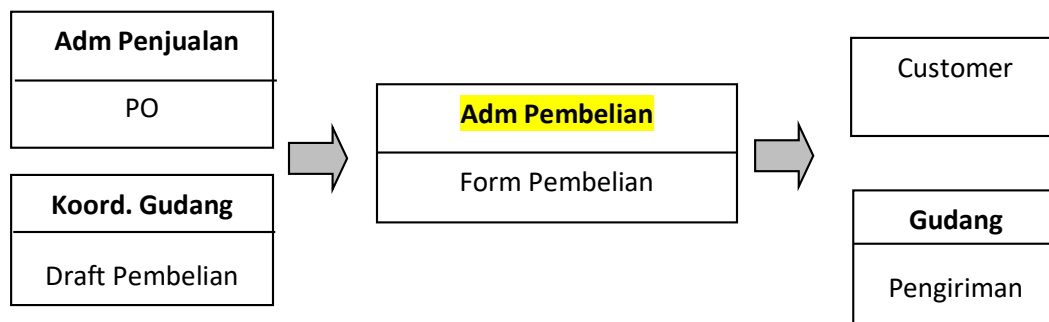 Adm Penjualan
PO
Koord. Gudang
Draft Pembelian
Adm Pembelian
Form Pembelian
Customer
Gudang
Pengiriman